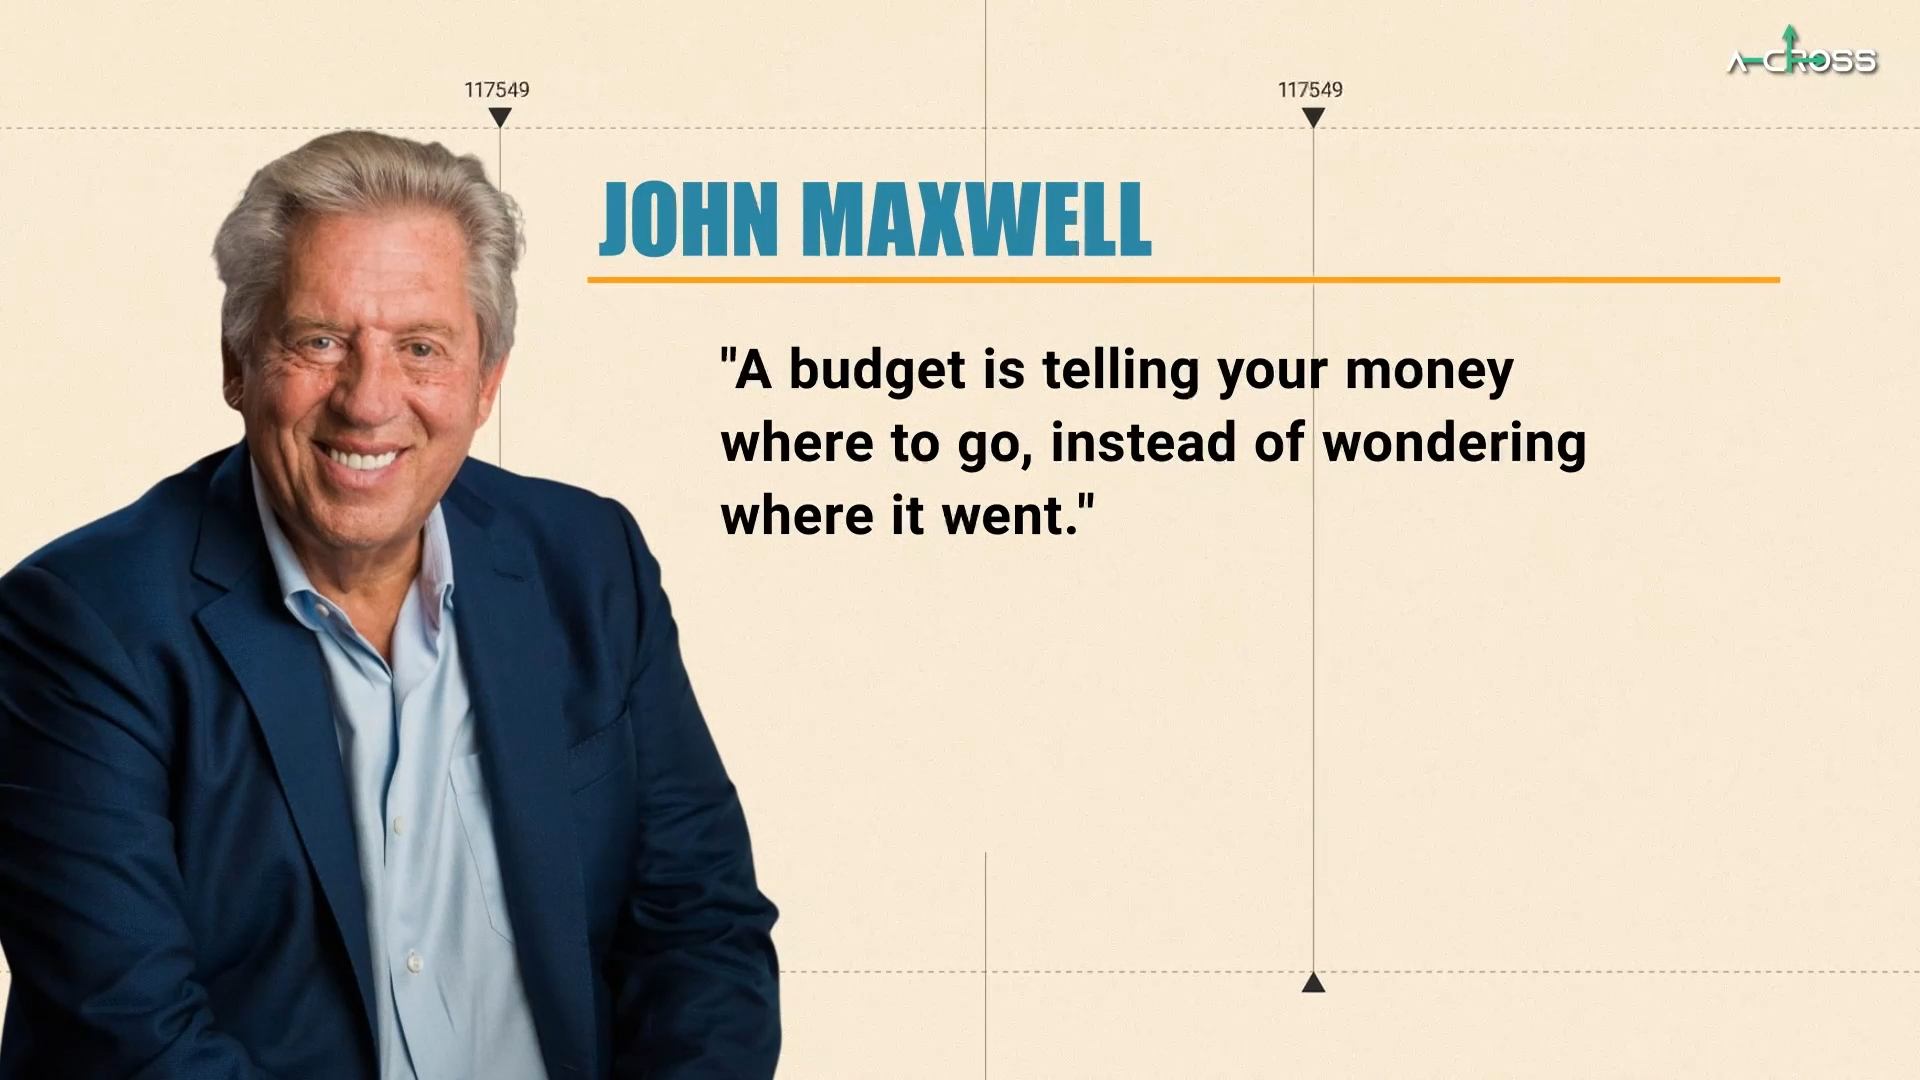 A-CROSS
117549 117549
JOHN MAXWELL
"A budget is telling your money
where to go, instead of wondering
where it went."